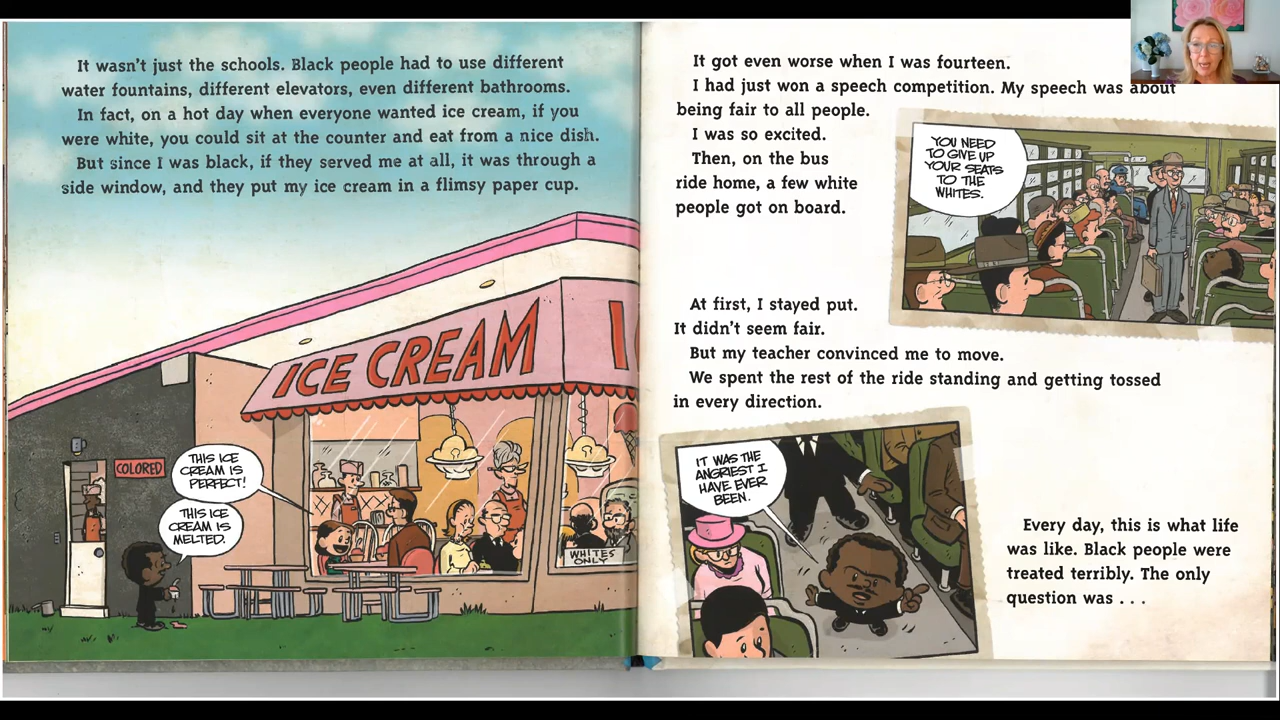 It wasn't just the schools. Black people had to use different
water fountains, different elevators, even different bathrooms.
In fact, on a hot day when everyone wanted ice cream, if you
were white, you could sit at the counter and eat from a nice dish.
But since I was black, if they served me at all, it was through a
side window, and they put my ice cream in a flimsy paper cup.
ICE CREAM
I
COLORED
THIS ICE
CREAM IS
PERFECT!
THIS ICE
CREAM IS
MELTED.
WHITES
ONLY
It got even worse when I was fourteen.
I had just won a speech competition. My speech was about
being fair to all people.
I was so excited.
Then, on the bus
ride home, a few white
people got on board.
YOU NEED
TO GIVE UP
YOUR SEATS
TO THE
WHITES.
At first, I stayed put.
It didn't seem fair.
But my teacher convinced me to move.
We spent the rest of the ride standing and getting tossed
in every direction.
IT WAS THE
ANGRIEST I
HAVE EVER
BEEN.
Every day, this is what life
was like. Black people were
treated terribly. The only
question was . . .